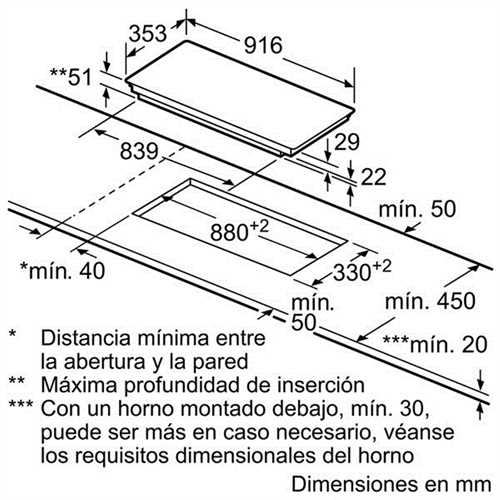 353
916
**51
29
839
22
mín. 50
880+2
330+2
*mín. 40
mín. 450
mín.
50
***mín. 20
* Distancia mínima entre
la abertura y la pared
** Máxima profundidad de inserción
*** Con un horno montado debajo, mín. 30,
puede ser más en caso necesario, véanse
los requisitos dimensionales del horno
Dimensiones en mm